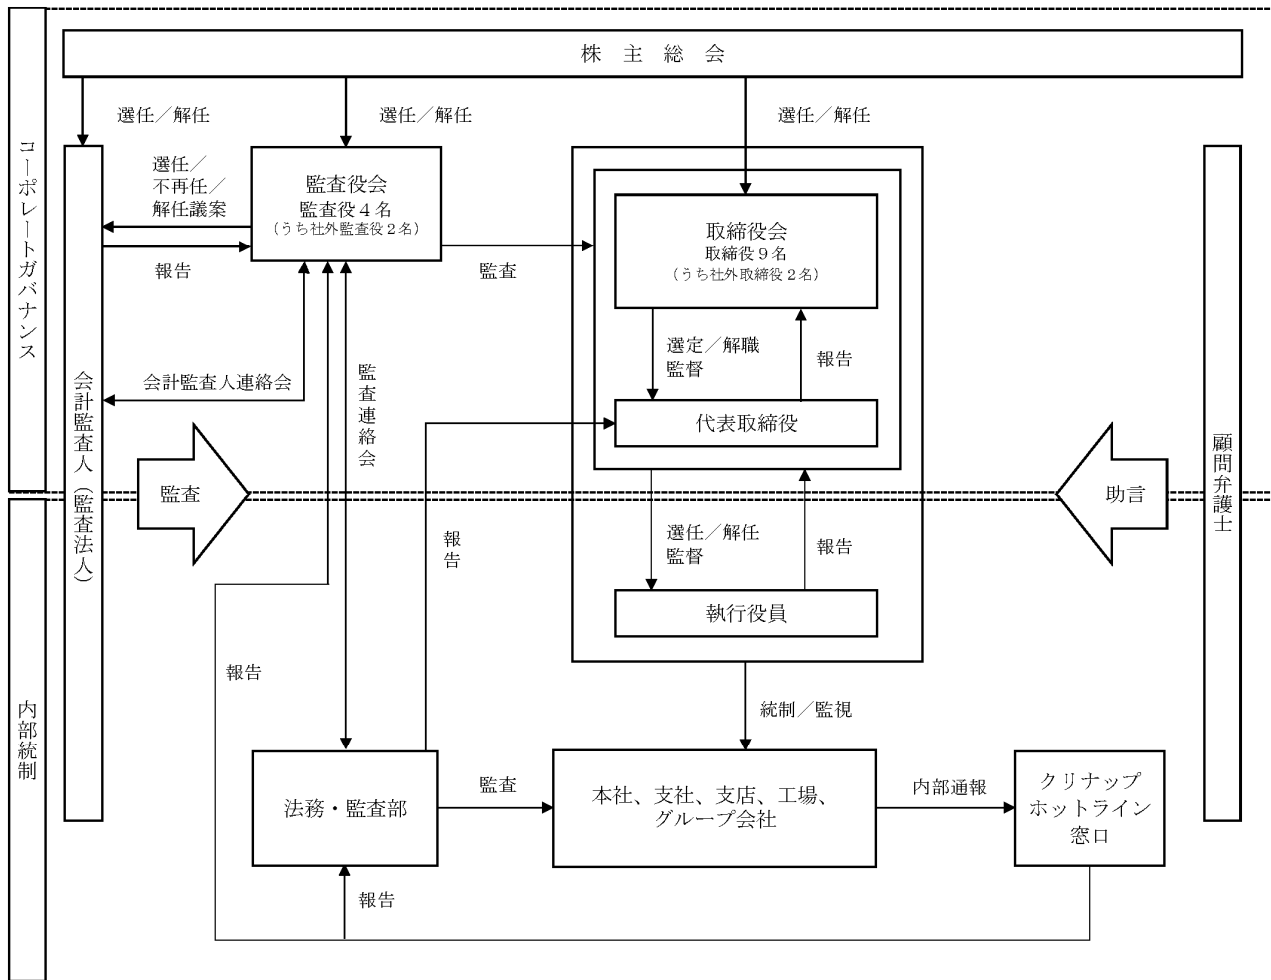 株主総会
選任／解任
選任／解任
選任／解任
コーポレートガバナンス
選任／
不再任／
解任議案
監査役会
監査役４名
（うち社外監査役２名）
取締役会
取締役９名
（うち社外取締役２名）
報告
監査
選定／解職
監督
報告
会計監査人連絡会
監査連絡会
代表取締役
会計監査人（監査法人）
顧問弁護士
監査
助言
報告
選任／解任
監督
報告
執行役員
報告
内部統制
統制／監視
法務・監査部
監査
本社、支社、支店、工場、
グループ会社
内部通報
クリナップ
ホットライン
窓口
報告